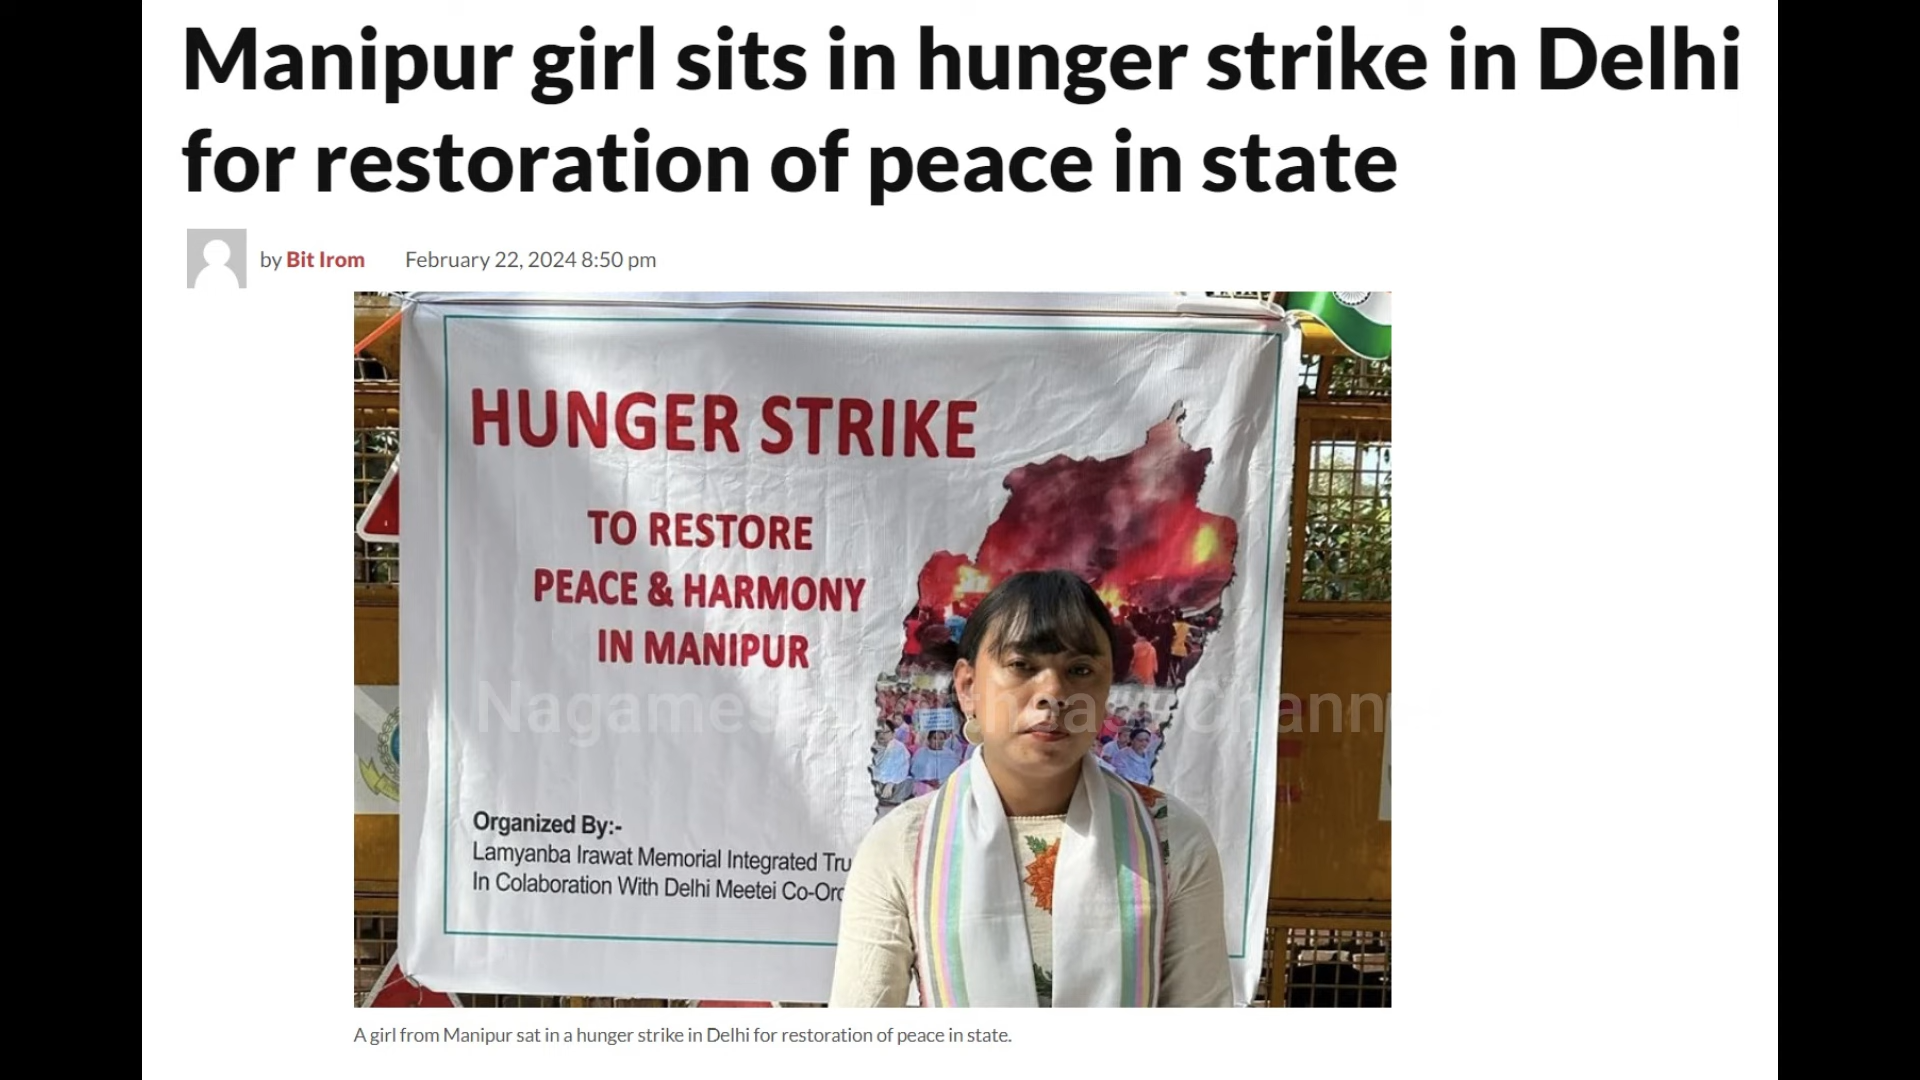 Manipur girl sits in hunger strike in Delhi
for restoration of peace in state
by Bit Irom February 22, 2024 8:50 pm
HUNGER STRIKE
TO RESTORE
PEACE & HARMONY
IN MANIPUR
Organized By:-
Lamyanba Irawat Memorial Integrated Tru
In Colaboration With Delhi Meetei Co-Ord
A girl from Manipur sat in a hunger strike in Delhi for restoration of peace in state.